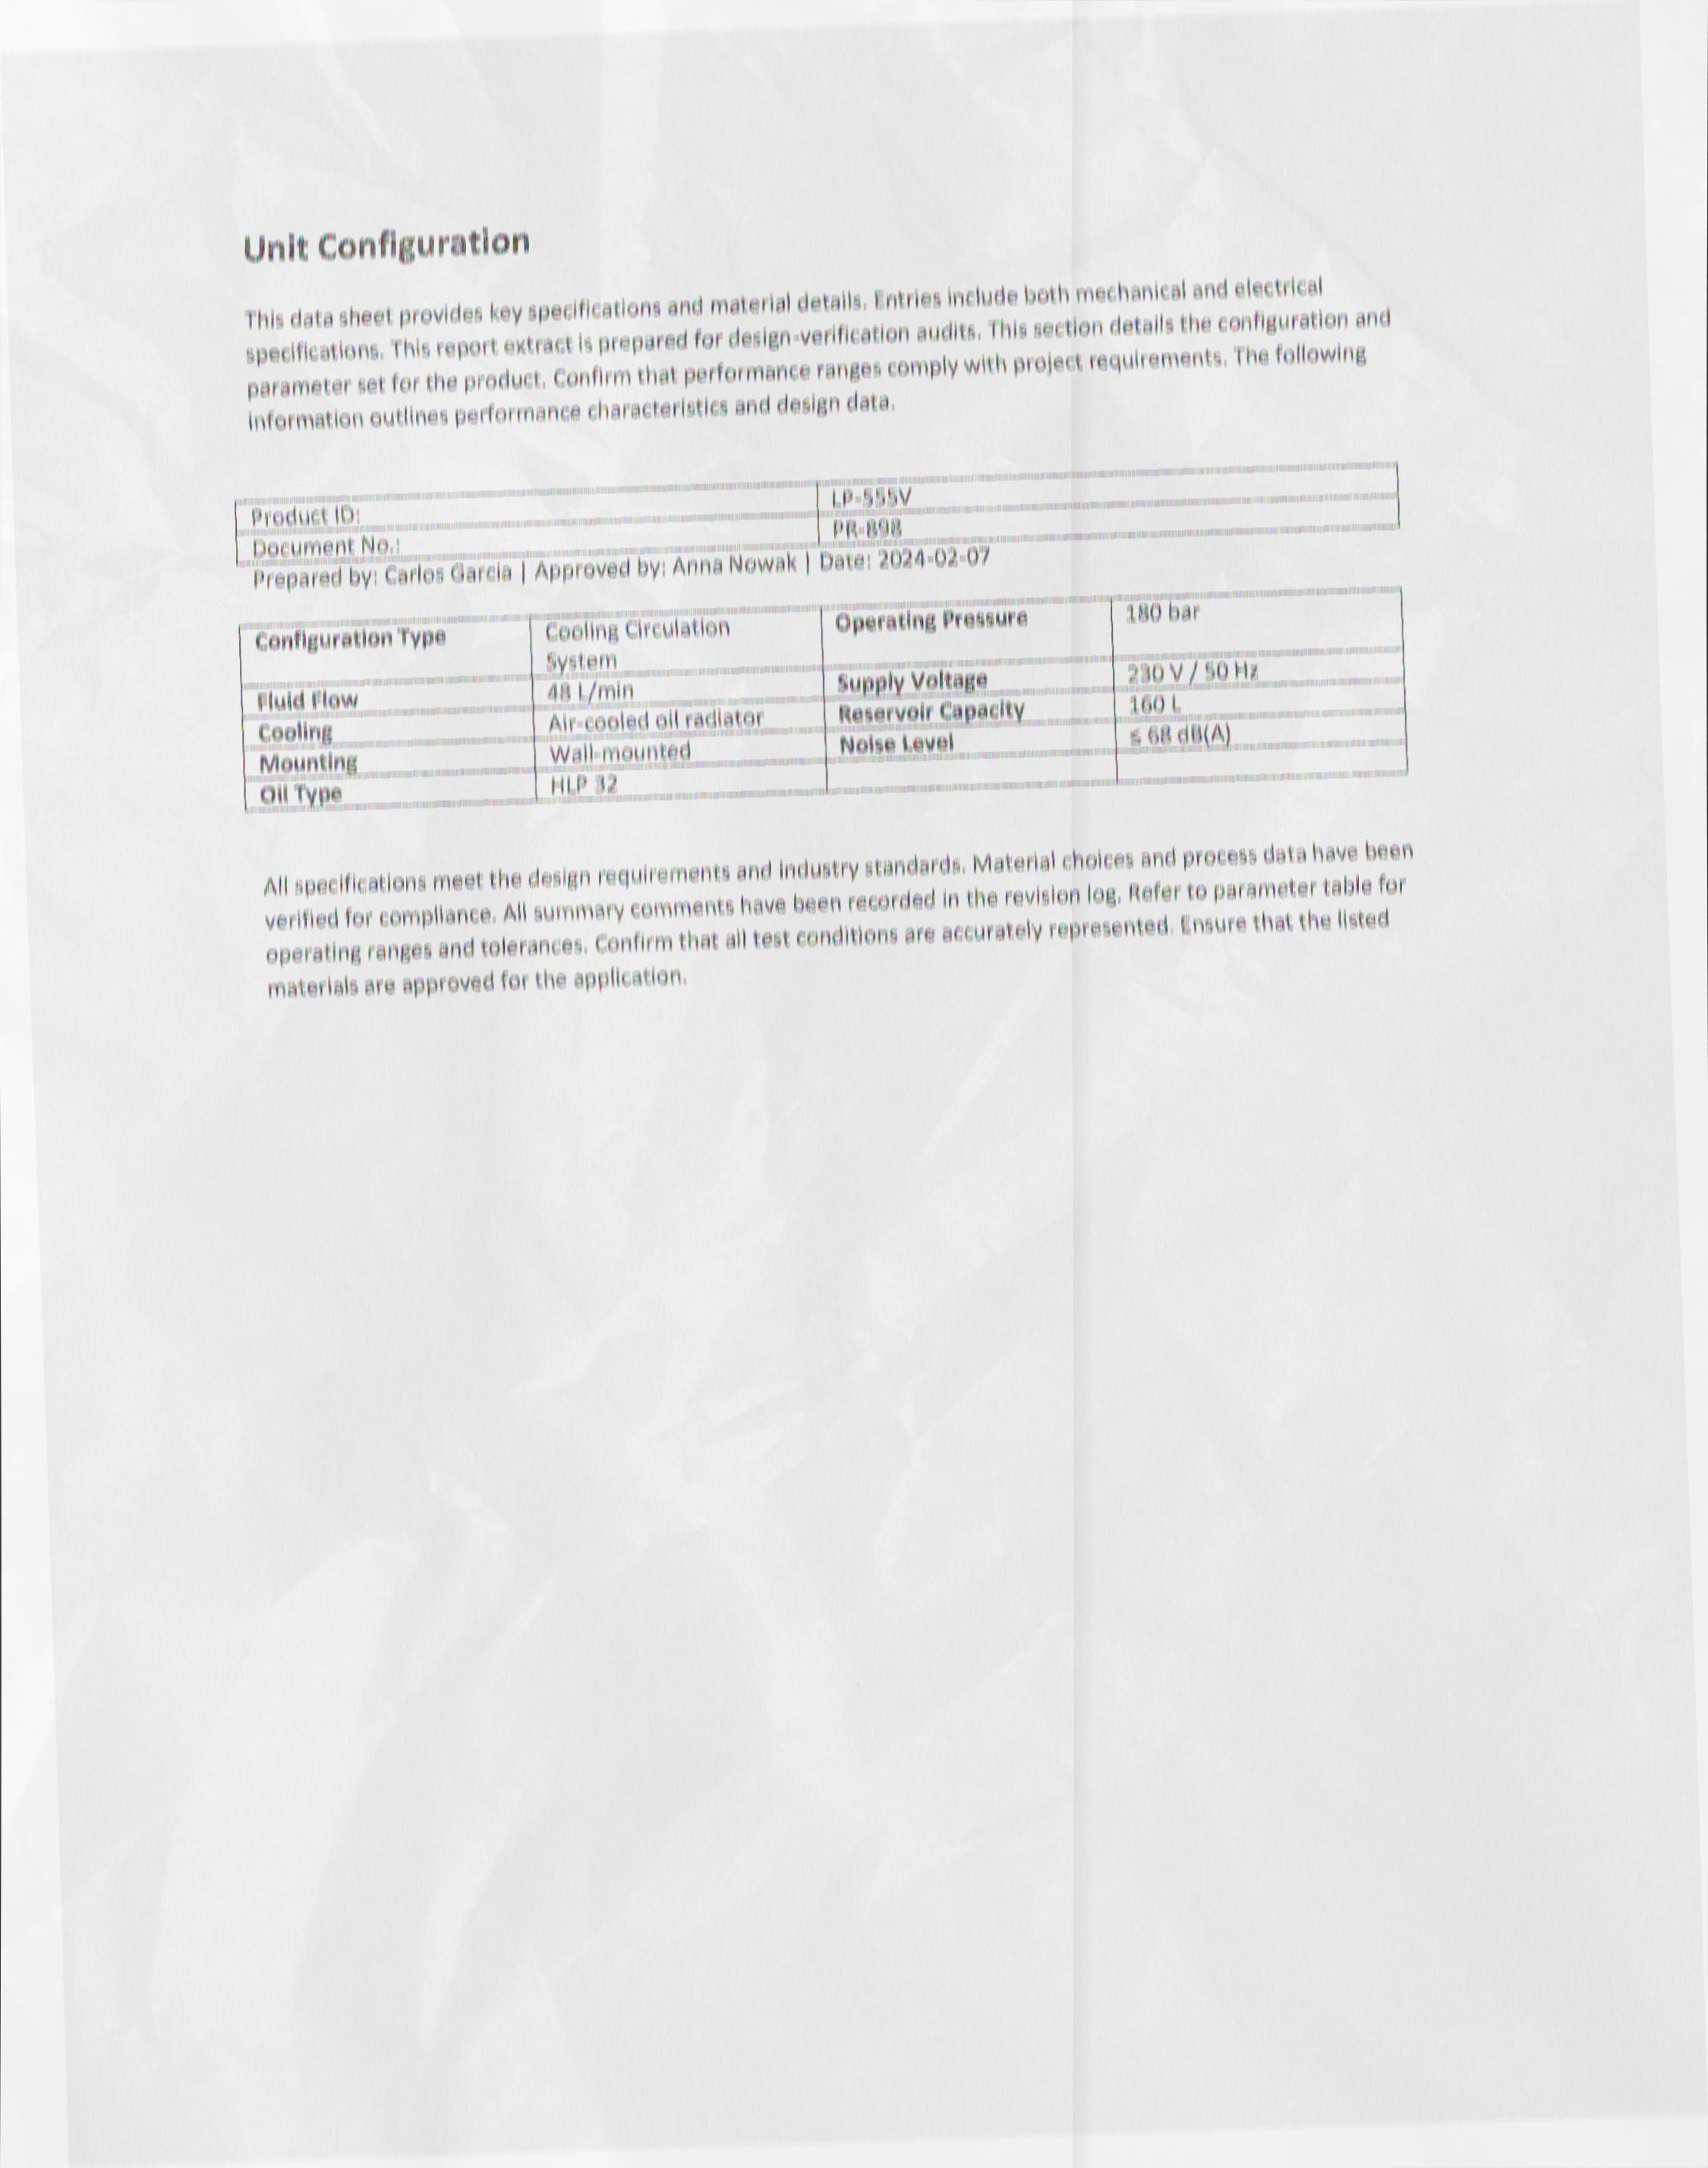 Unit Configuration
This data sheet provides key specifications and material details. Entries include both mechanical and electrical
specifications. This report extract is prepared for design-verification audits. This section details the configuration and
parameter set for the product. Confirm that performance ranges comply with project requirements. The following
information outlines performance characteristics and design data.
Product ID: LP-555V
Document No.: PR-898
Prepared by: Carlos Garcia | Approved by: Anna Nowak | Date: 2024-02-07
Configuration Type Cooling Circulation Operating Pressure 180 bar
System
Fluid Flow 48 L/min Supply Voltage 230 V / 50 Hz
Cooling Air-cooled oil radiator Reservoir Capacity 160 L
Mounting Wall-mounted Noise Level ≤ 68 dB(A)
Oil Type HLP 32
All specifications meet the design requirements and industry standards. Material choices and process data have been
verified for compliance. All summary comments have been recorded in the revision log. Refer to parameter table for
operating ranges and tolerances. Confirm that all test conditions are accurately represented. Ensure that the listed
materials are approved for the application.